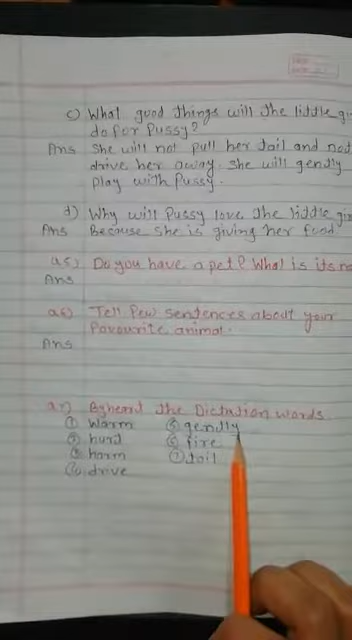 c) What good things will the little gir
do for Pussy?
Ans She will not pull her tail and not
drive her away. She will gently
play with Pussy.
d) Why will Pussy love the little gir
Ans Because she is giving her food.
Q5) Do you have a pet? What is its na
Ans
Q6) Tell few sentences about your
favourite animal.
Ans
Q7) Byheard the Dictation words
① warm ⑤ gently
② hurt ⑥ fire
③ harm ⑦ tail
④ drive